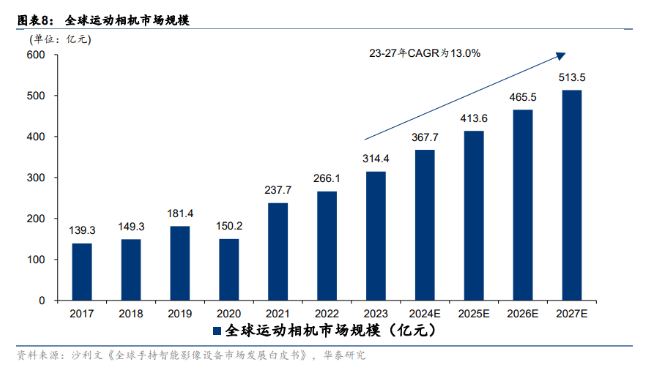 图表8： 全球运动相机市场规模
(单位：亿元)
23-27年CAGR为13.0%
600
500
400
300
200
100
0
139.3
149.3
181.4
150.2
237.7
266.1
314.4
367.7
413.6
465.5
513.5
2017
2018
2019
2020
2021
2022
2023
2024E
2025E
2026E
2027E
全球运动相机市场规模（亿元）
资料来源：沙利文《全球手持智能影像设备市场发展白皮书》，华泰研究